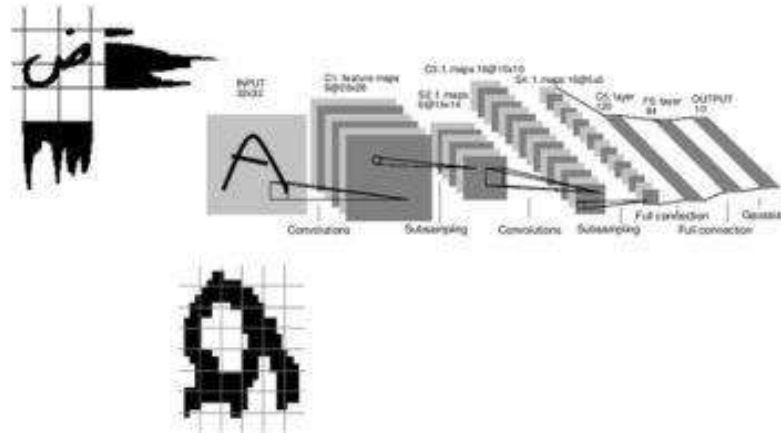 INPUT
32x32
C1: feature maps
6@28x28
S2: f. maps
6@14x14
C3: f. maps 16@10x10
S4: f. maps 16@5x5
C5: layer
120
F6: layer
84
OUTPUT
10
A
Convolutions
Subsampling
Convolutions
Subsampling
Full connection
Full connection